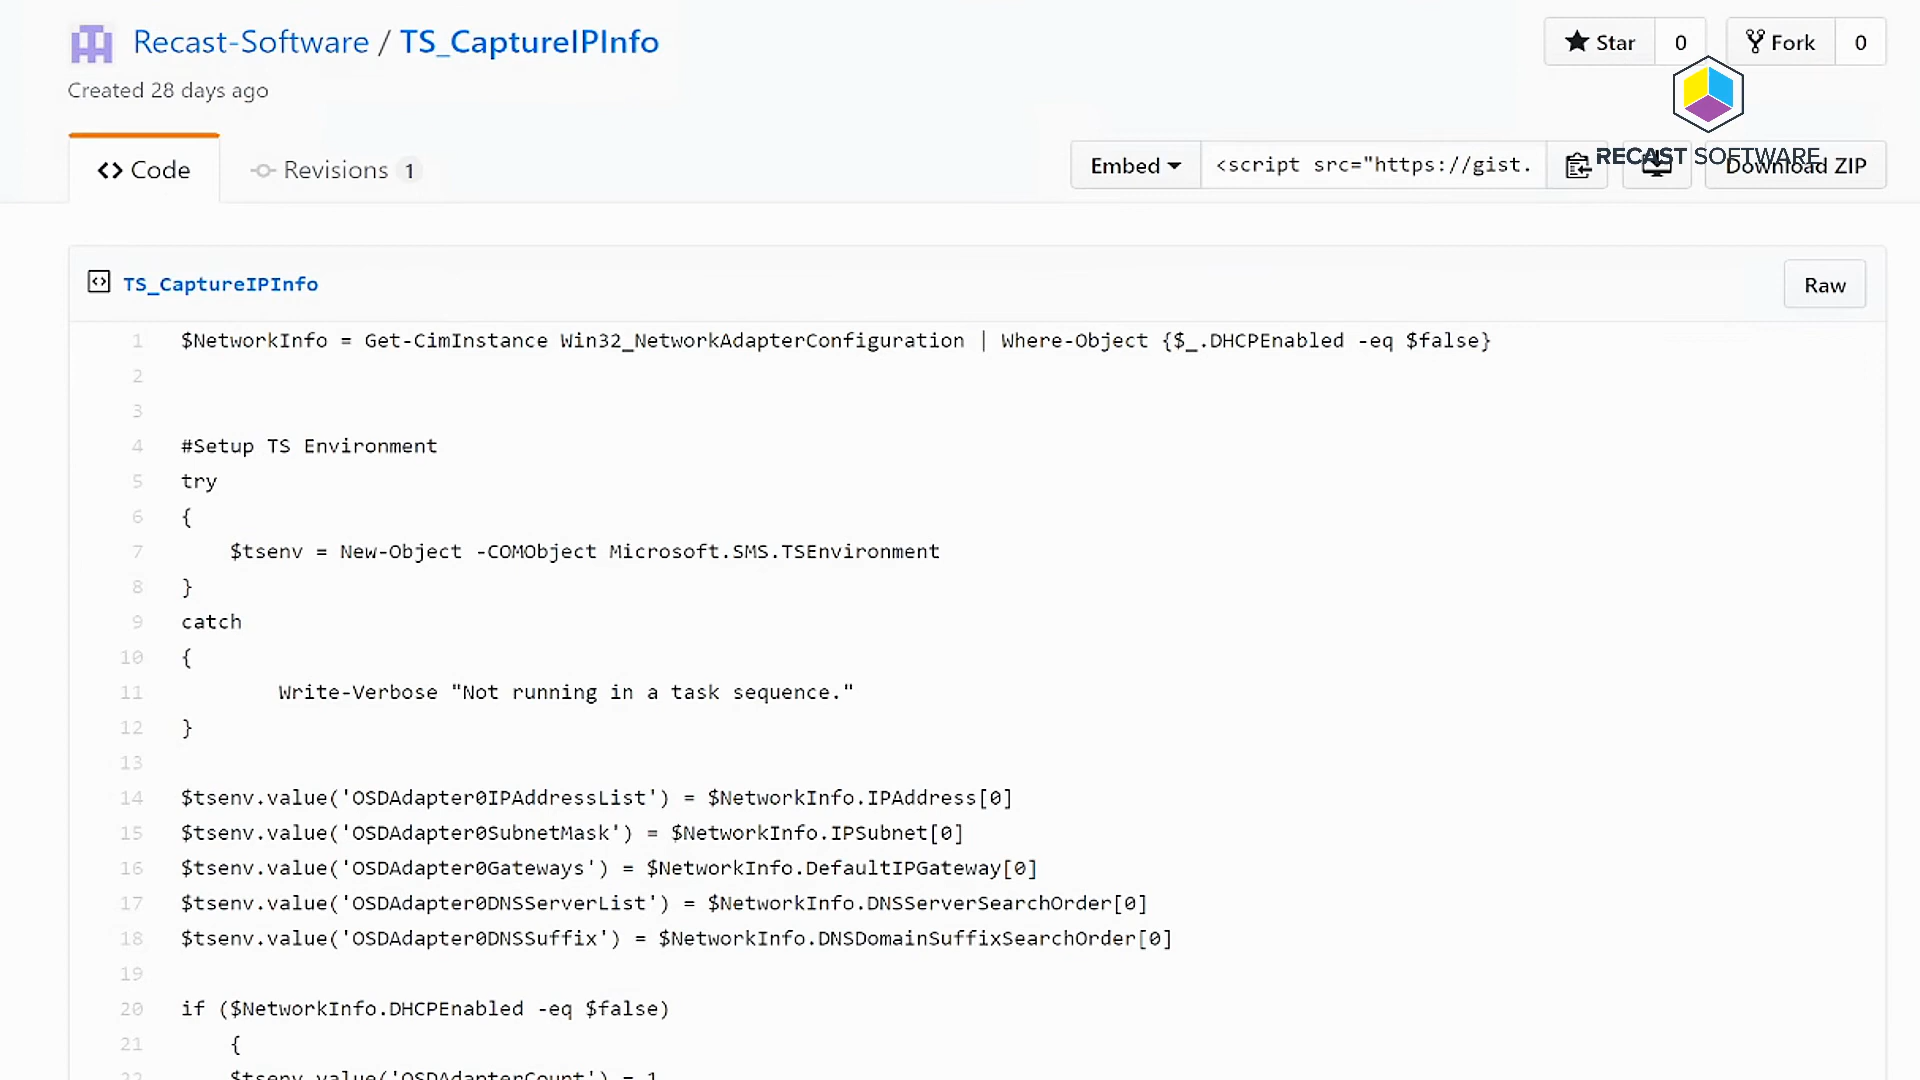 Recast-Software / TS_CaptureIPInfo
Star 0
Fork 0
Created 28 days ago
RECAST SOFTWARE
<> Code
Revisions 1
Embed
<script src="https://gist.
Download ZIP
TS_CaptureIPInfo
Raw
1 $NetworkInfo = Get-CimInstance Win32_NetworkAdapterConfiguration | Where-Object {$_.DHCPEnabled -eq $false}
2
3
4 #Setup TS Environment
5 try
6 {
7 $tsenv = New-Object -COMObject Microsoft.SMS.TSEnvironment
8 }
9 catch
10 {
11 Write-Verbose "Not running in a task sequence."
12 }
13
14 $tsenv.value('OSDAdapter0IPAddressList') = $NetworkInfo.IPAddress[0]
15 $tsenv.value('OSDAdapter0SubnetMask') = $NetworkInfo.IPSubnet[0]
16 $tsenv.value('OSDAdapter0Gateways') = $NetworkInfo.DefaultIPGateway[0]
17 $tsenv.value('OSDAdapter0DNSServerList') = $NetworkInfo.DNSServerSearchOrder[0]
18 $tsenv.value('OSDAdapter0DNSSuffix') = $NetworkInfo.DNSDomainSuffixSearchOrder[0]
19
20 if ($NetworkInfo.DHCPEnabled -eq $false)
21 {
22 $tsenv.value('OSDAdapterCount') = 1